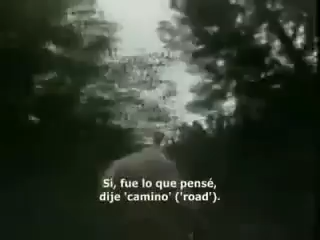 Sí, fue lo que pensé,
dije 'camino' ('road').